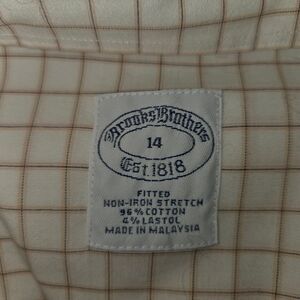 Brooks Brothers
14
Est. 1818
FITTED
NON-IRON STRETCH
96% COTTON
4% LASTOL
MADE IN MALAYSIA